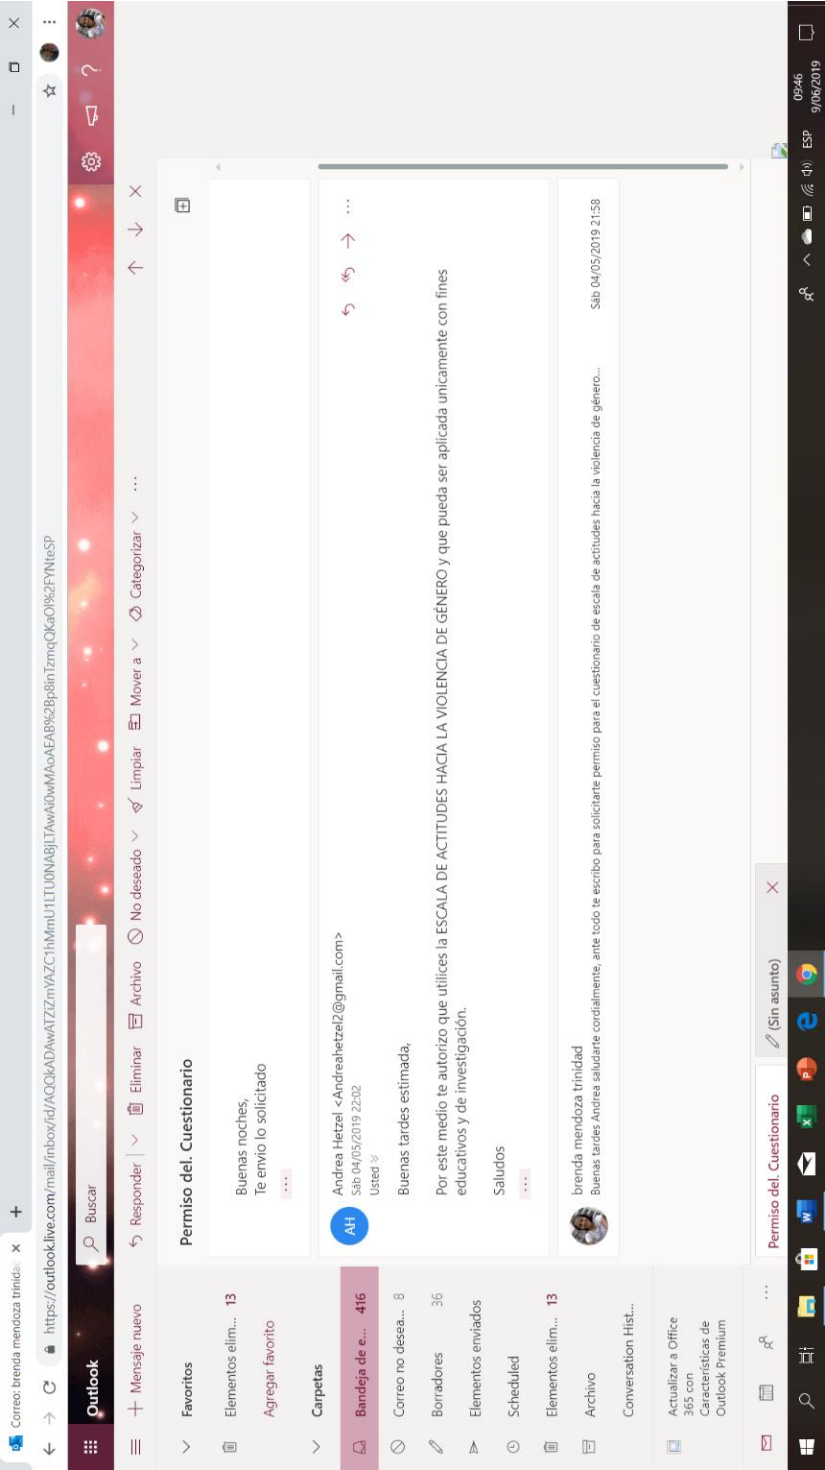 Correo: brenda mendoza trinidad
https://outlook.live.com/mail/inbox/id/AQQkADAwATZiZmYAZC1hMmU1LTU0NABjLTAwAi0wMAoAEAB%2Bp8inTzmqQKaOl%2FYNteSP
Outlook
Buscar
Mensaje nuevo
Responder
Eliminar
Archivo
No deseado
Limpiar
Mover a
Categorizar
Favoritos
Elementos elim... 13
Agregar favorito
Carpetas
Bandeja de e... 416
Correo no desea... 8
Borradores 36
Elementos enviados
Scheduled
Elementos elim... 13
Archivo
Conversation Hist...
Actualizar a Office
365 con
Características de
Outlook Premium
Permiso del. Cuestionario
Buenas noches,
Te envio lo solicitado
...
AH
Andrea Hetzel <Andreahetzel2@gmail.com>
Sáb 04/05/2019 22:02
Usted
Buenas tardes estimada,
Por este medio te autorizo que utilices la ESCALA DE ACTITUDES HACIA LA VIOLENCIA DE GÉNERO y que pueda ser aplicada unicamente con fines
educativos y de investigación.
Saludos
...
brenda mendoza trinidad
Buenas tardes Andrea saludarte cordialmente, ante todo te escribo para solicitarte permiso para el cuestionario de escala de actitudes hacia la violencia de género...
Sáb 04/05/2019 21:58
Permiso del. Cuestionario
(Sin asunto)
ESP
09:46
9/06/2019